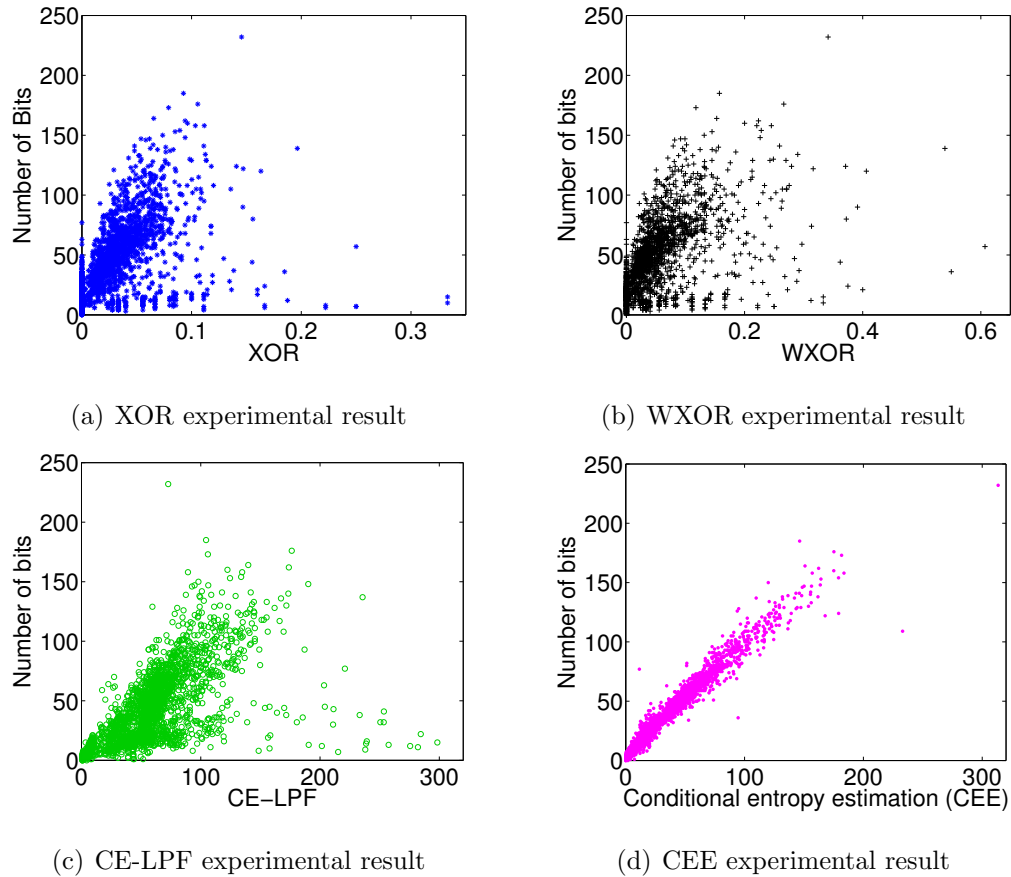 250
200
150
100
50
0
Number of Bits
0 0.1 0.2 0.3
XOR
(a) XOR experimental result
250
200
150
100
50
0
Number of bits
0 0.2 0.4 0.6
WXOR
(b) WXOR experimental result
250
200
150
100
50
0
Number of bits
0 100 200 300
CE−LPF
(c) CE-LPF experimental result
250
200
150
100
50
0
Number of bits
0 100 200 300
Conditional entropy estimation (CEE)
(d) CEE experimental result